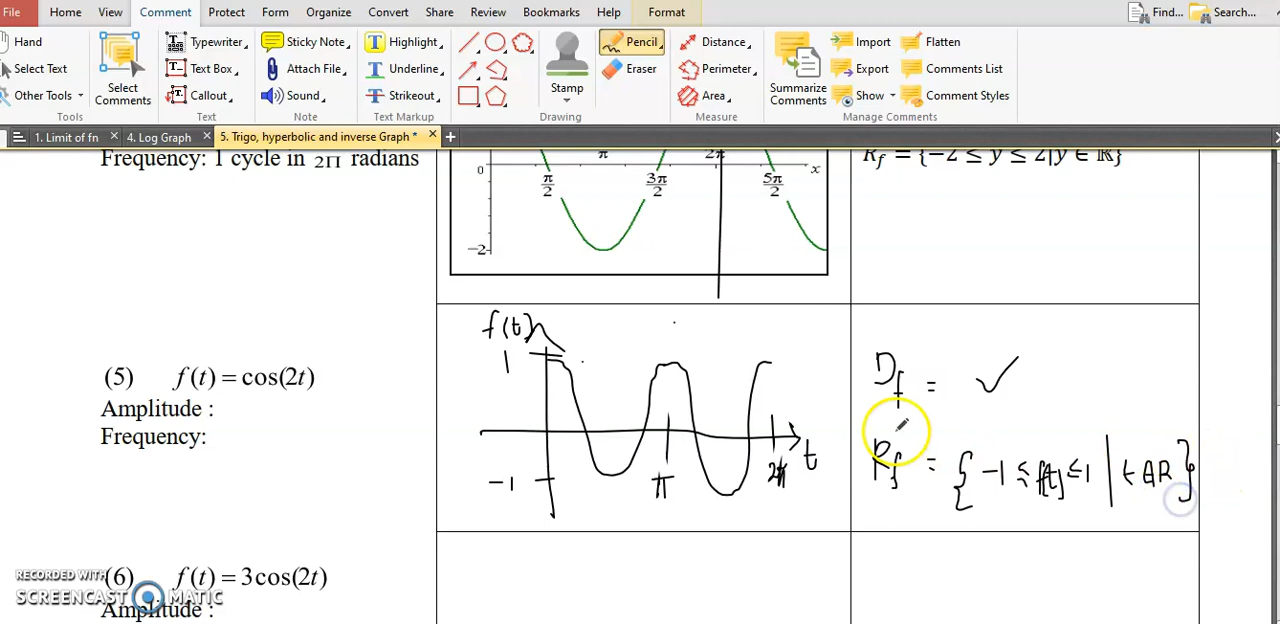 File Home View Comment Protect Form Organize Convert Share Review Bookmarks Help Format Find... Search...
Hand Typewriter Sticky Note Highlight Pencil Distance Import Flatten
Select Text Text Box Attach File Underline Eraser Perimeter Export Comments List
Other Tools Select Comments Callout Sound Strikeout Stamp Area Summarize Comments Show Comment Styles
Tools Text Note Text Markup Drawing Measure Manage Comments
1. Limit of fn 4. Log Graph 5. Trigo, hyperbolic and inverse Graph *
Frequency: 1 cycle in 2Π radians
0 π/2 π 3π/2 2π 5π/2 x
-2
R_f = {-2 ≤ y ≤ 2|y ∈ ℝ}
(5) f(t) = cos(2t)
Amplitude :
Frequency:
f(t)
1
-1
π 2π t
D_f = ✓
R_f = { -1 ≤ f(t) ≤ 1 |
(6) f(t) = 3cos(2t)
Amplitude :
RECORDED WITH
SCREENCAST MATIC